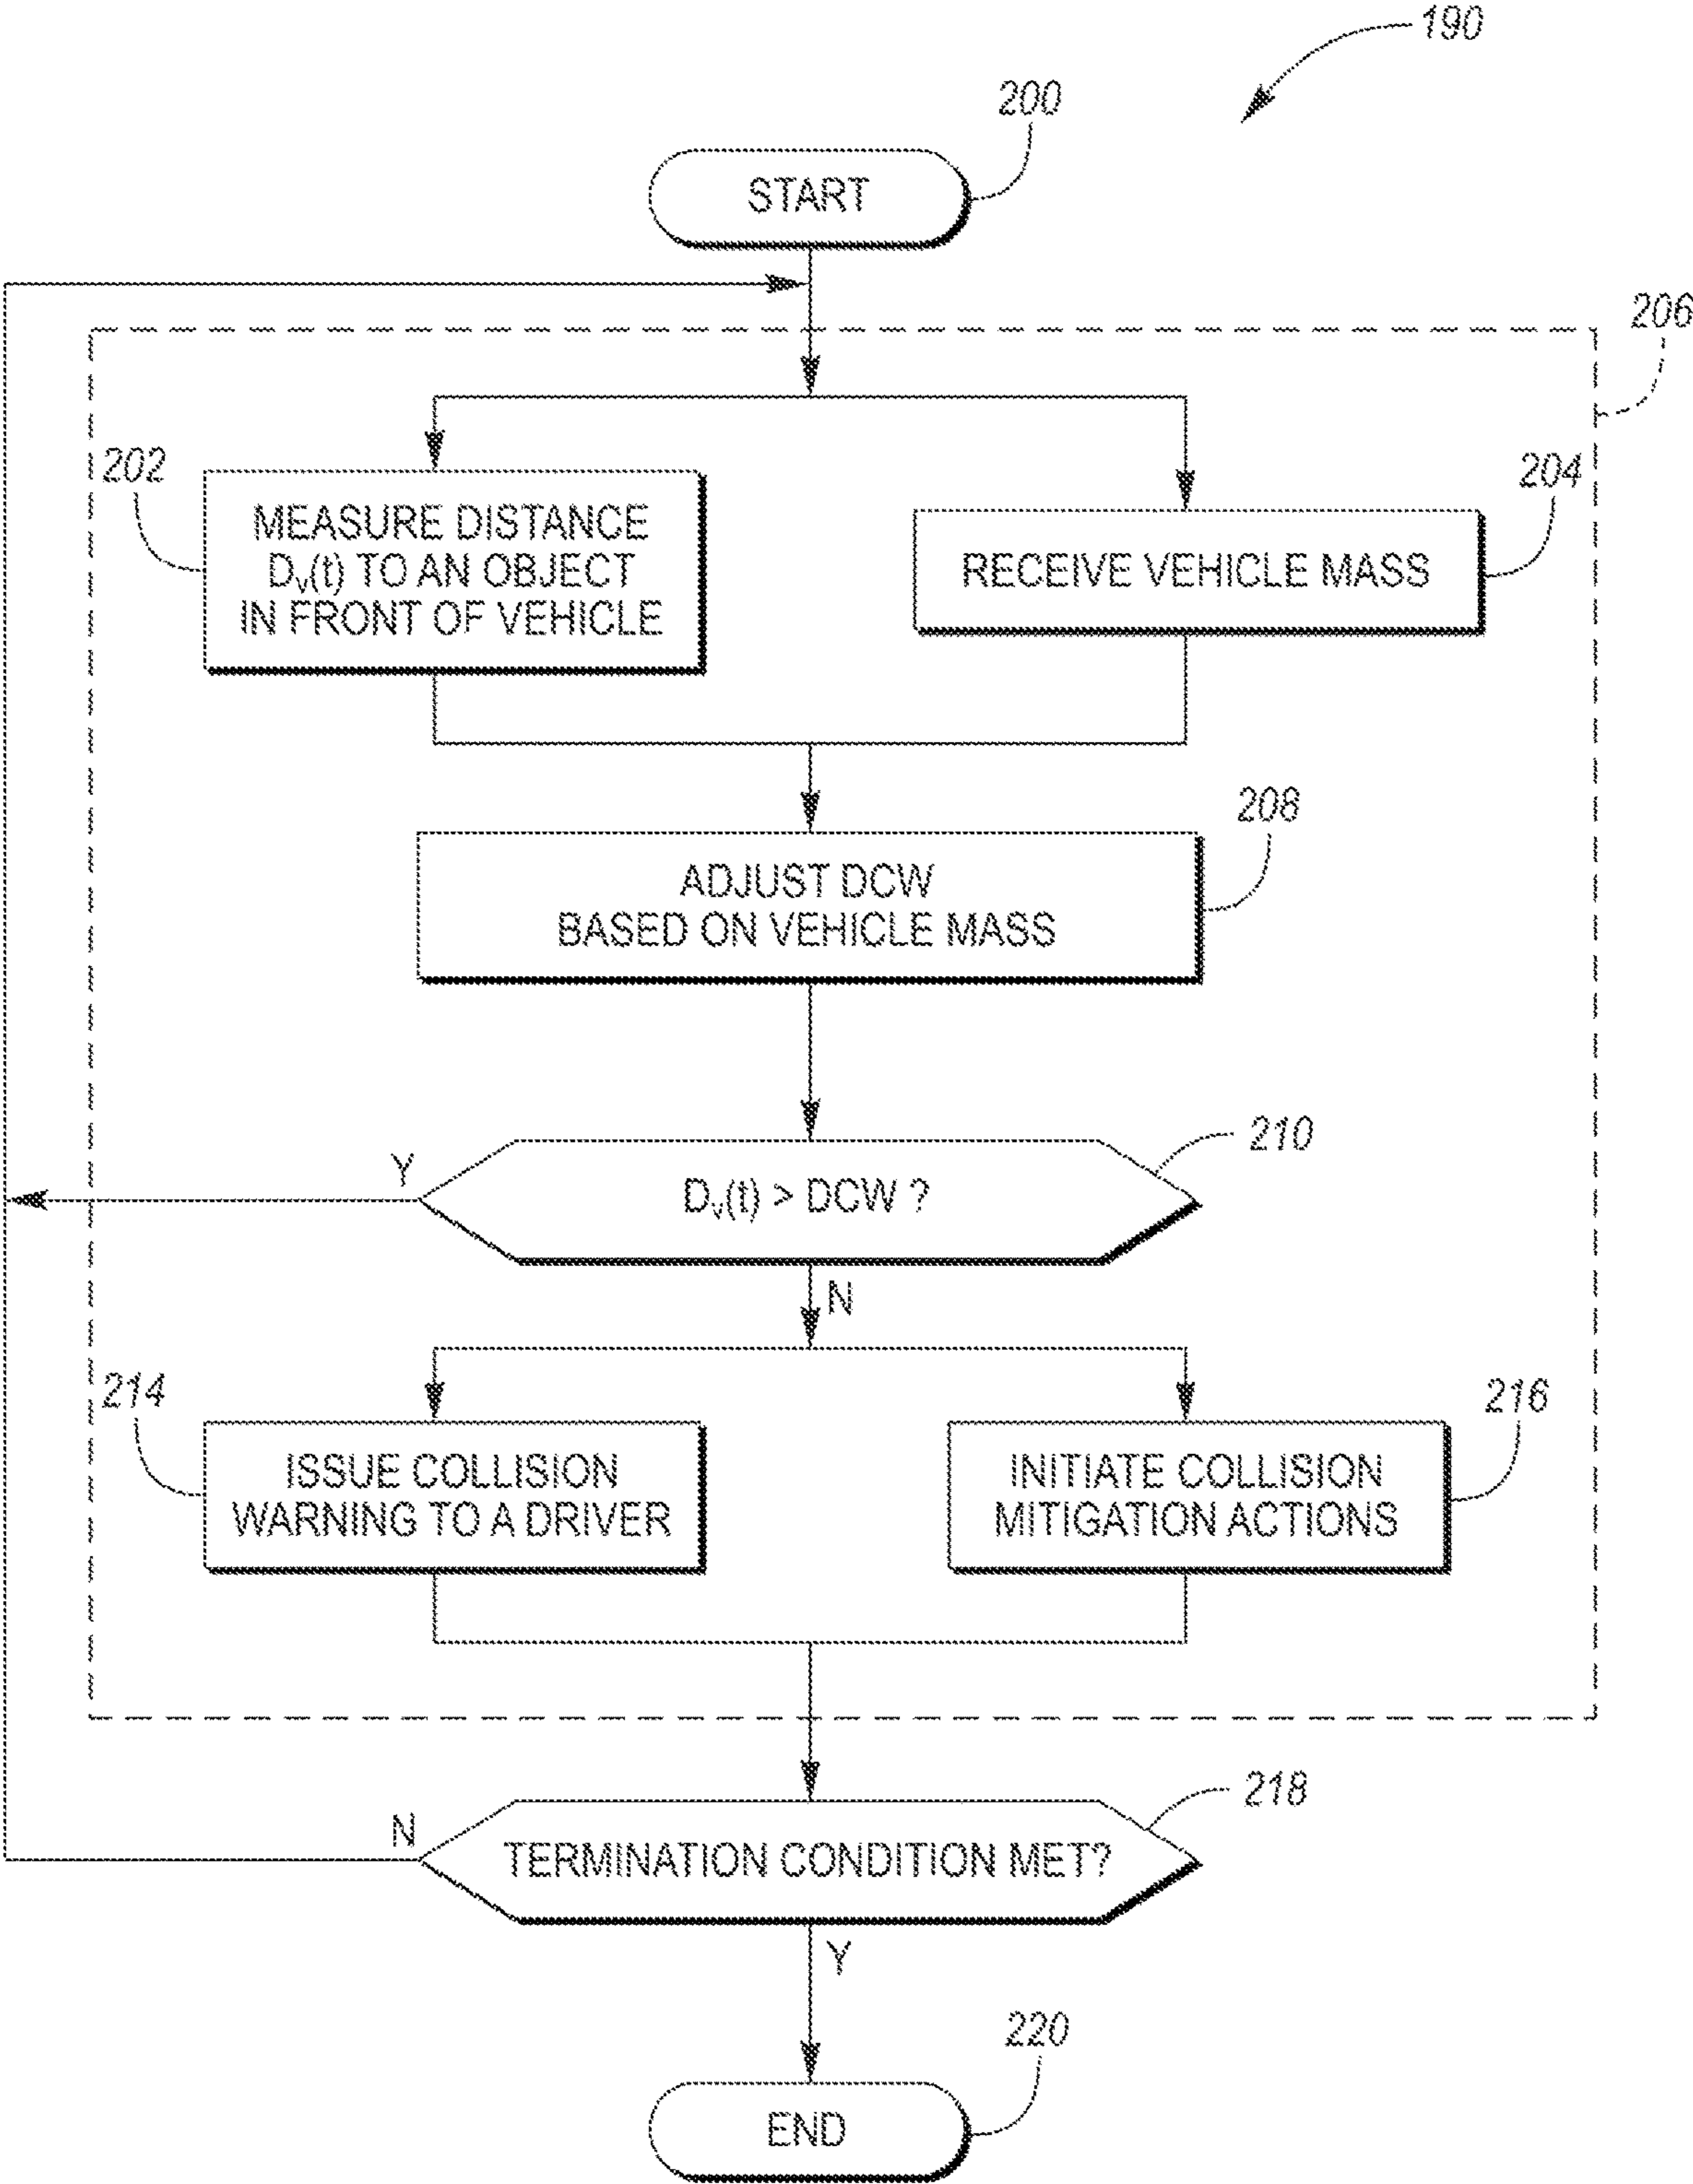 190
200
START
206
202
MEASURE DISTANCE
Dv(t) TO AN OBJECT
IN FRONT OF VEHICLE
204
RECEIVE VEHICLE MASS
208
ADJUST DCW
BASED ON VEHICLE MASS
210
Y
Dv(t) > DCW ?
N
214
ISSUE COLLISION
WARNING TO A DRIVER
216
INITIATE COLLISION
MITIGATION ACTIONS
218
N
TERMINATION CONDITION MET?
Y
220
END